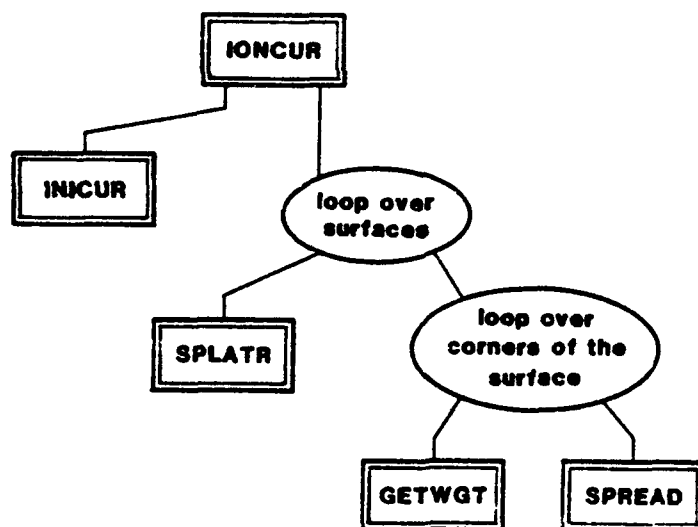 IONCUR
INICUR
loop over
surfaces
SPLATR
loop over
corners of the
surface
GETWGT
SPREAD